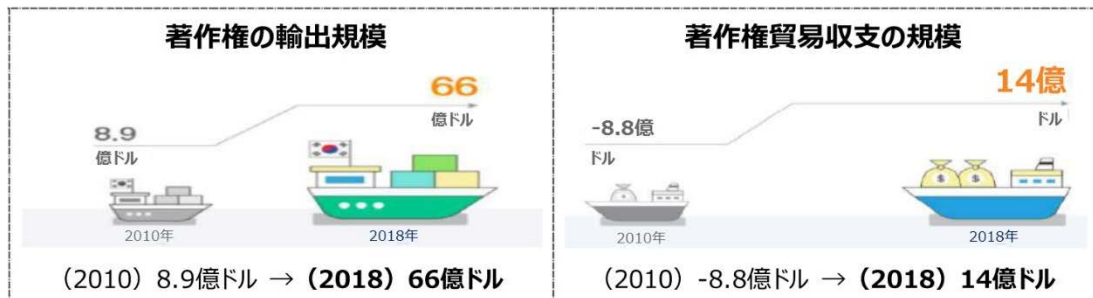 著作権の輸出規模
66
億ドル
8.9
億ドル
2010年
2018年
（2010）8.9億ドル → （2018）66億ドル
著作権貿易収支の規模
14億
ドル
-8.8億
ドル
$ $
$
2010年
2018年
（2010）-8.8億ドル → （2018）14億ドル